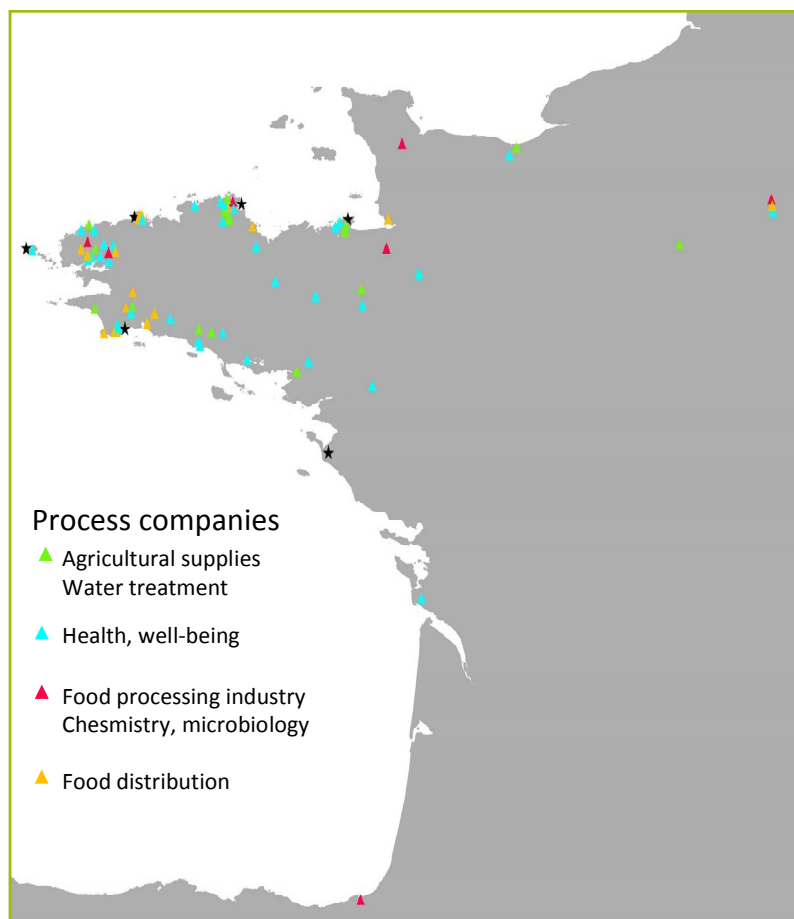 Process companies
Agricultural supplies
Water treatment
Health, well-being
Food processing industry
Chesmistry, microbiology
Food distribution